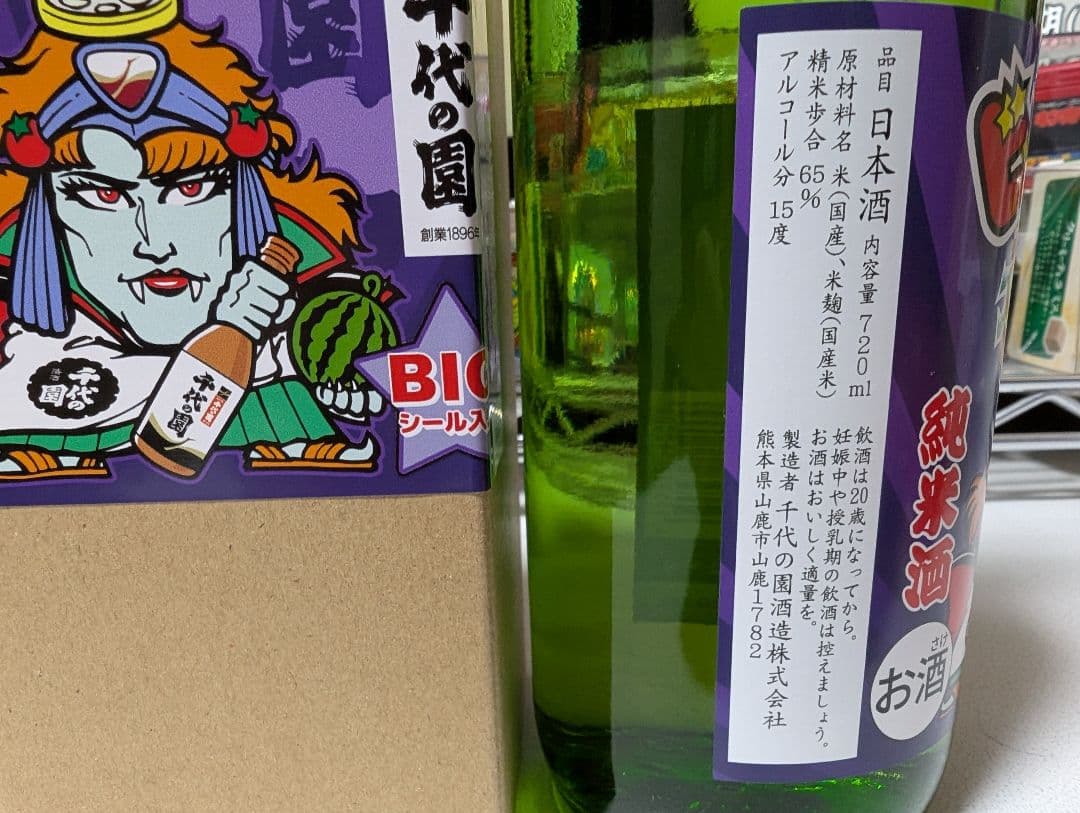 千代の園
創業1896年
千代の園
千代の園
BIG
シール入
品目 日本酒 内容量 720ml
原材料名 米(国産)、米麹(国産米)
精米歩合 65%
アルコール分 15度
飲酒は20歳になってから。
妊娠中や授乳期の飲酒は控えましょう。
お酒はおいしく適量を。
製造者 千代の園酒造株式会社
熊本県山鹿市山鹿1782
純米酒
さけ
お酒